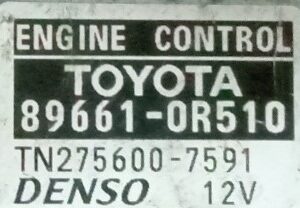 ENGINE CONTROL
TOYOTA
89661-0R510
TN275600-7591
DENSO 12V